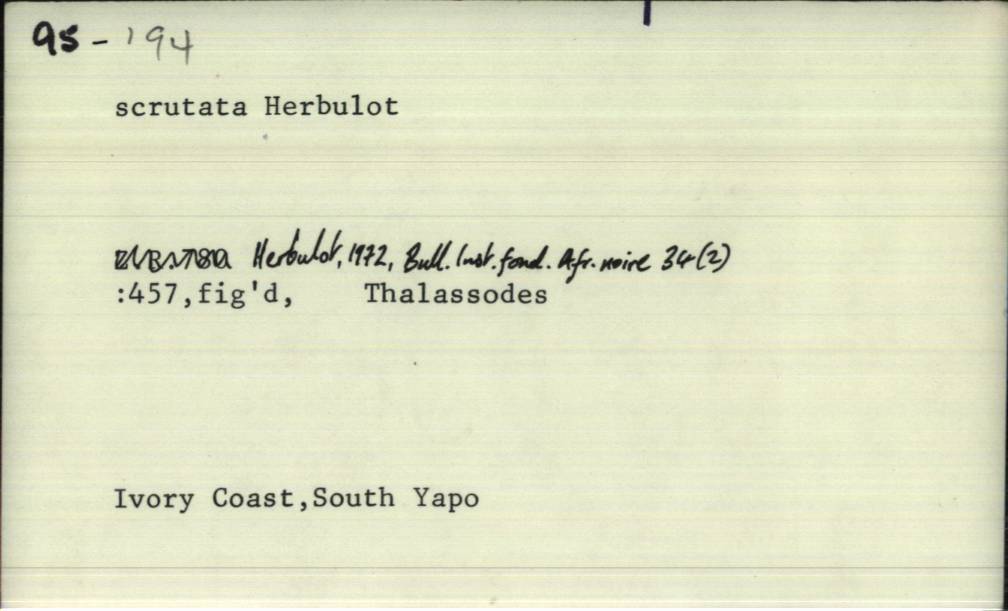 95-194
scrutata Herbulot
Herbulot, 1972, Bull. Inst. fond. Afr. noire 34(2)
:457,fig'd, Thalassodes
Ivory Coast,South Yapo